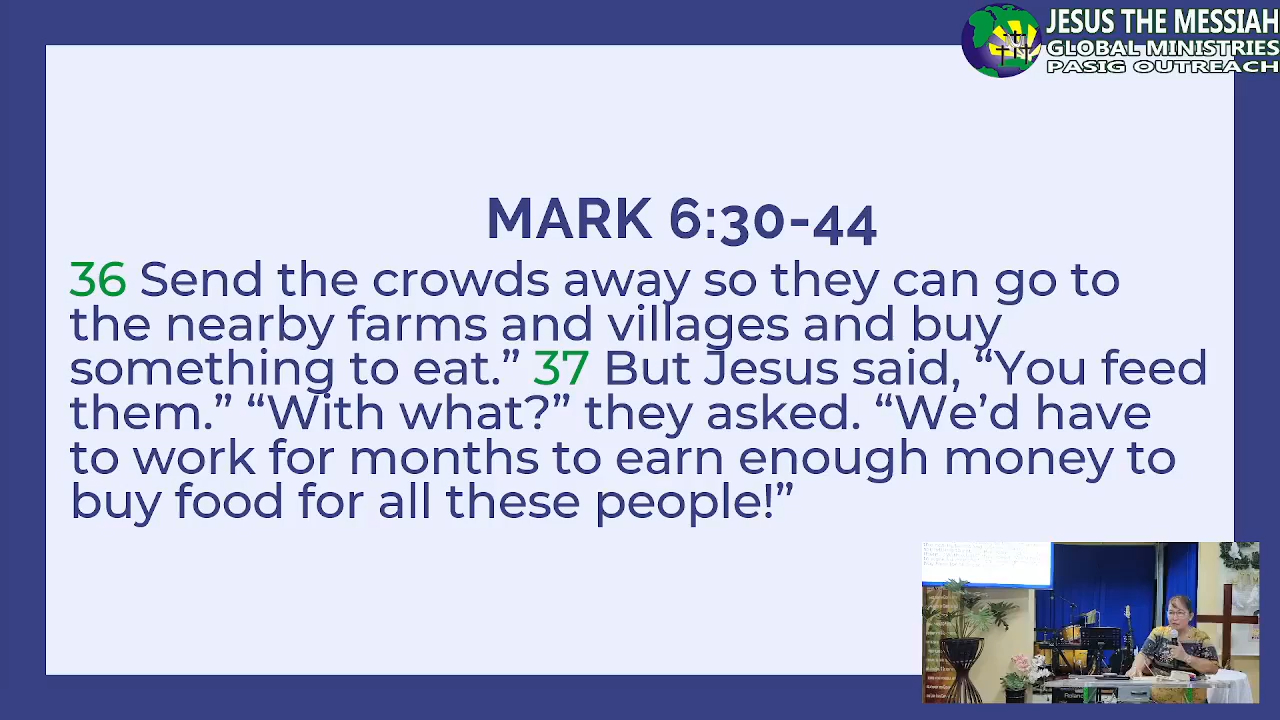 JESUS THE MESSIAH
GLOBAL MINISTRIES
PASIG OUTREACH
MARK 6:30-44
36 Send the crowds away so they can go to
the nearby farms and villages and buy
something to eat.” 37 But Jesus said, “You feed
them.” “With what?” they asked. “We’d have
to work for months to earn enough money to
buy food for all these people!”
Roland